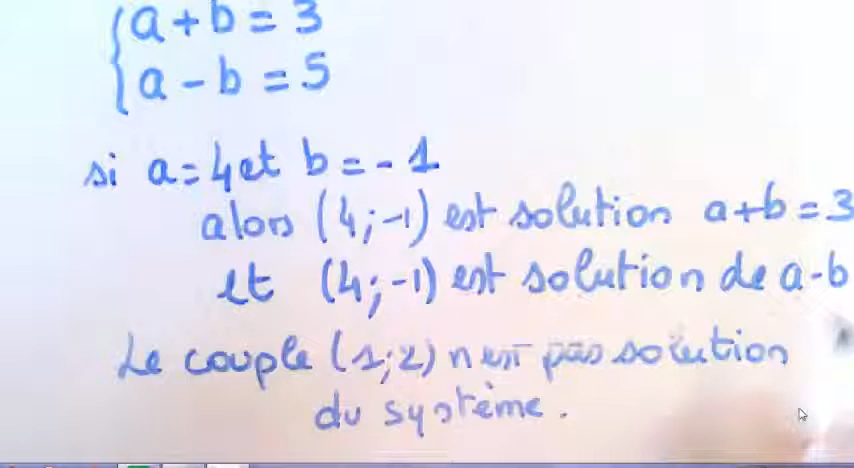 a + b = 3
a - b = 5
si a = 4 et b = - 1
alors (4 ; -1) est solution a+b = 3
et (4 ; -1) est solution de a-b
Le couple (1 ; 2) n'est pas solution
du système.